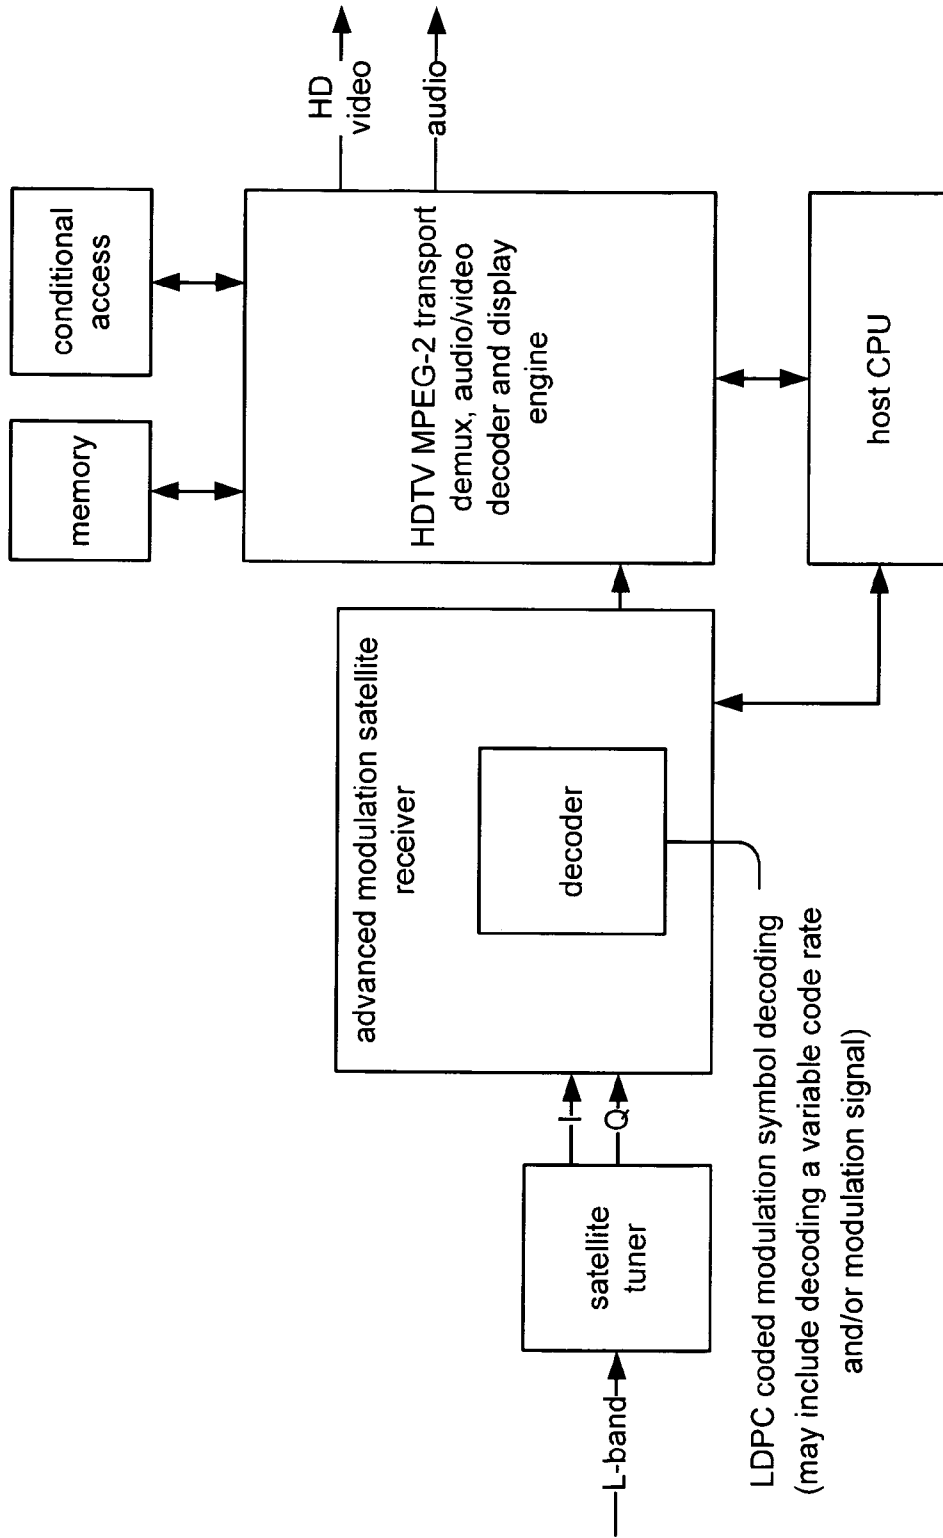 L-band
satellite
tuner
I
Q
advanced modulation satellite
receiver
decoder
LDPC coded modulation symbol decoding
(may include decoding a variable code rate
and/or modulation signal)
memory
conditional
access
HDTV MPEG-2 transport
demux, audio/video
decoder and display
engine
host CPU
HD
video
audio